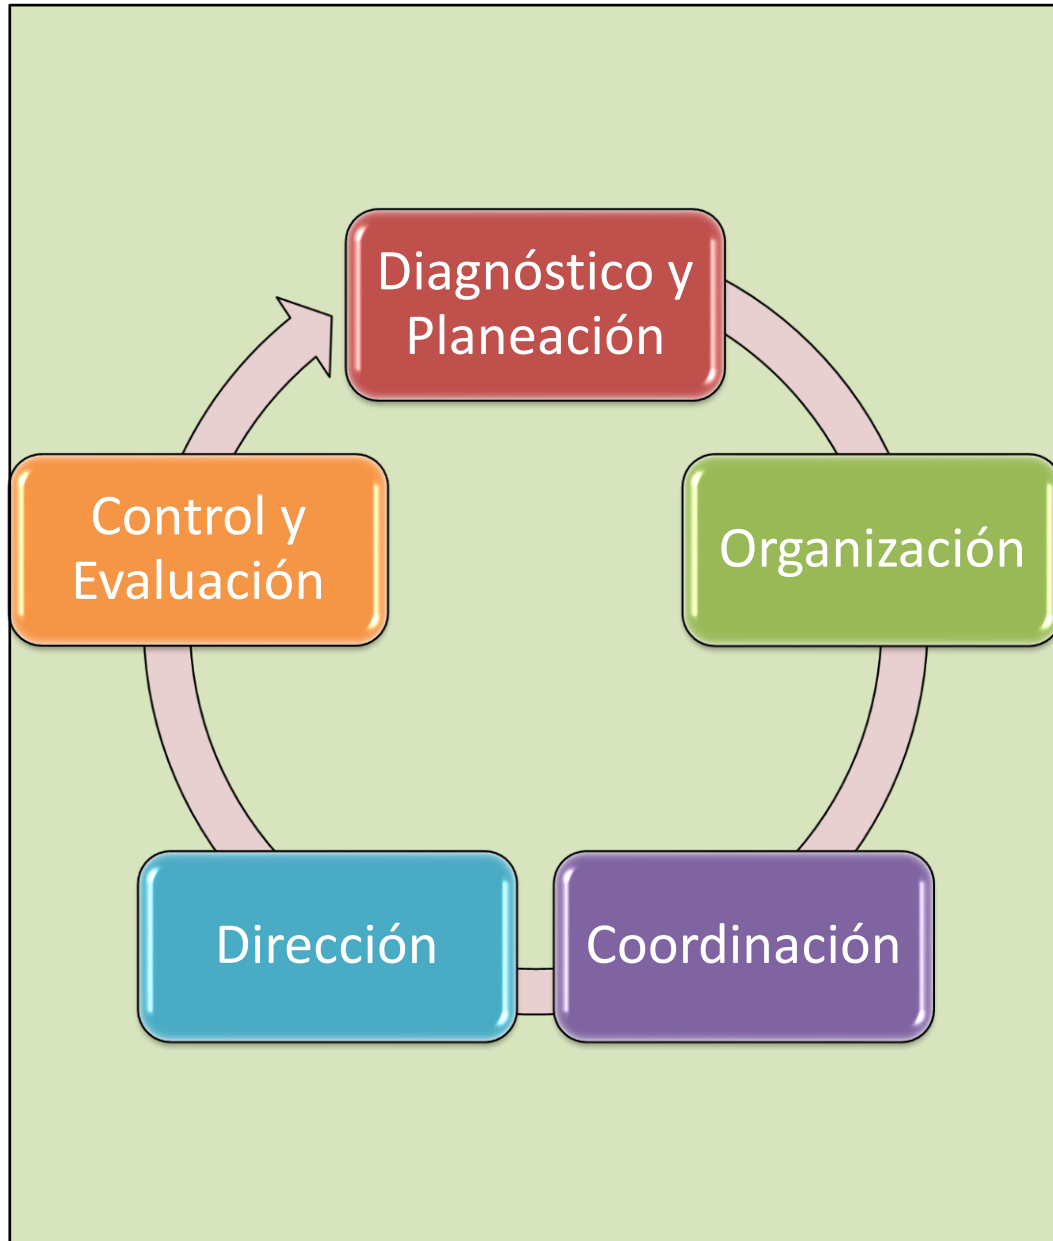 Diagnóstico y
Planeación
Organización
Coordinación
Dirección
Control y
Evaluación